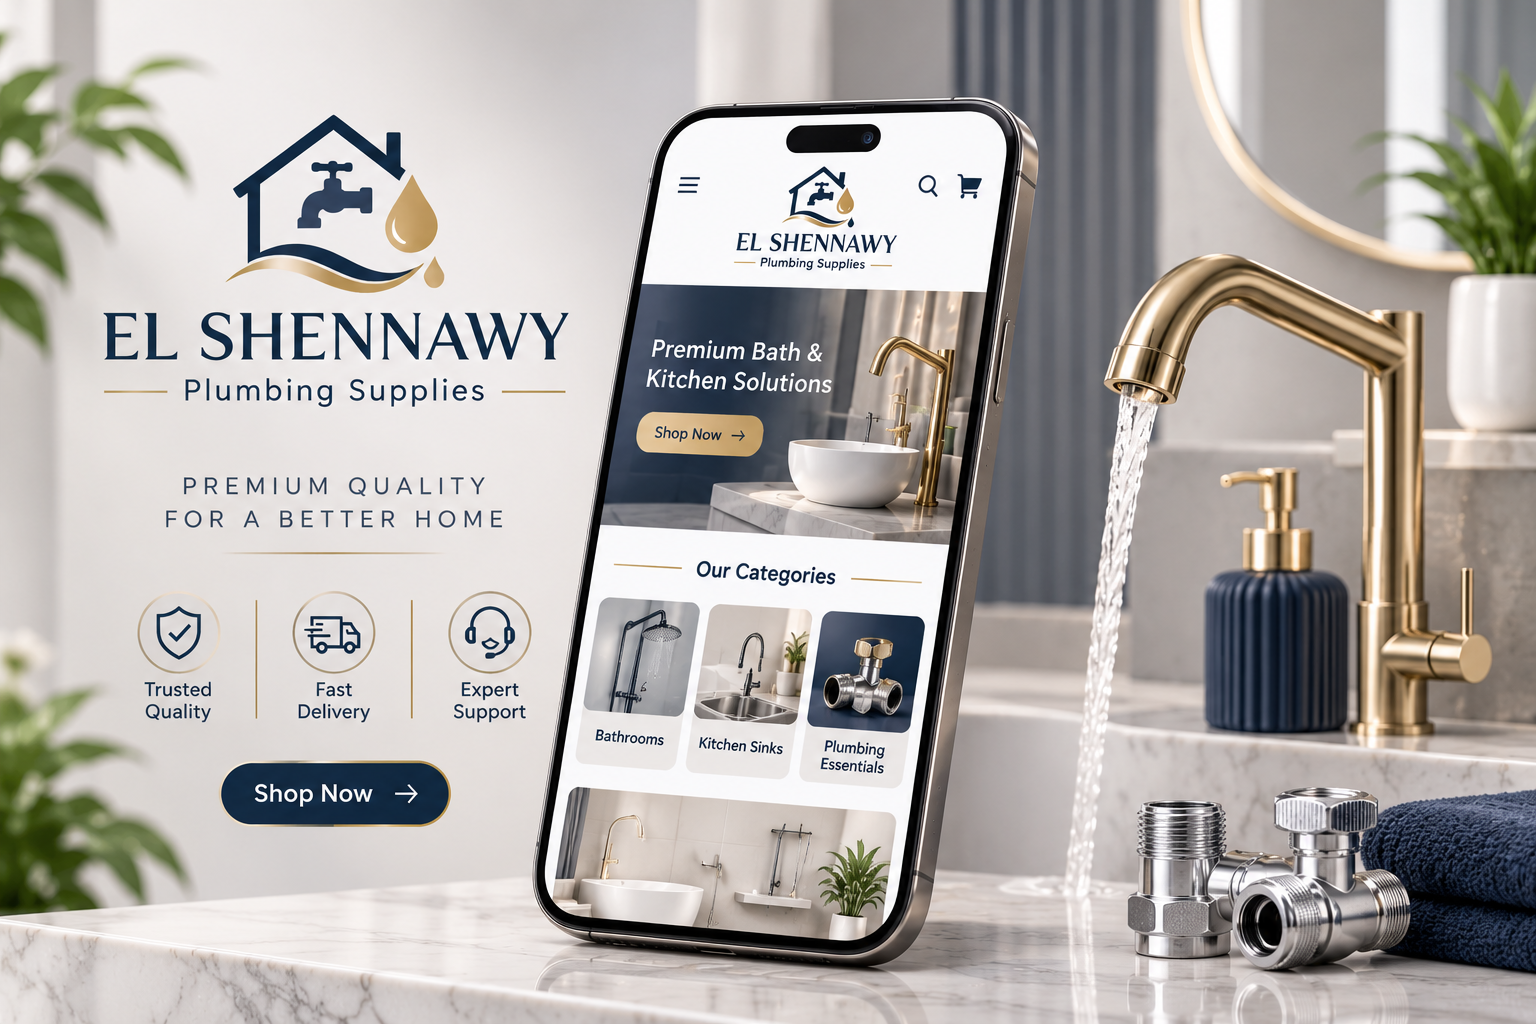 EL SHENNAWY
Plumbing Supplies
PREMIUM QUALITY
FOR A BETTER HOME
Trusted
Quality
Fast
Delivery
Expert
Support
Shop Now
EL SHENNAWY
Plumbing Supplies
Premium Bath &
Kitchen Solutions
Shop Now
Our Categories
Bathrooms
Kitchen Sinks
Plumbing
Essentials